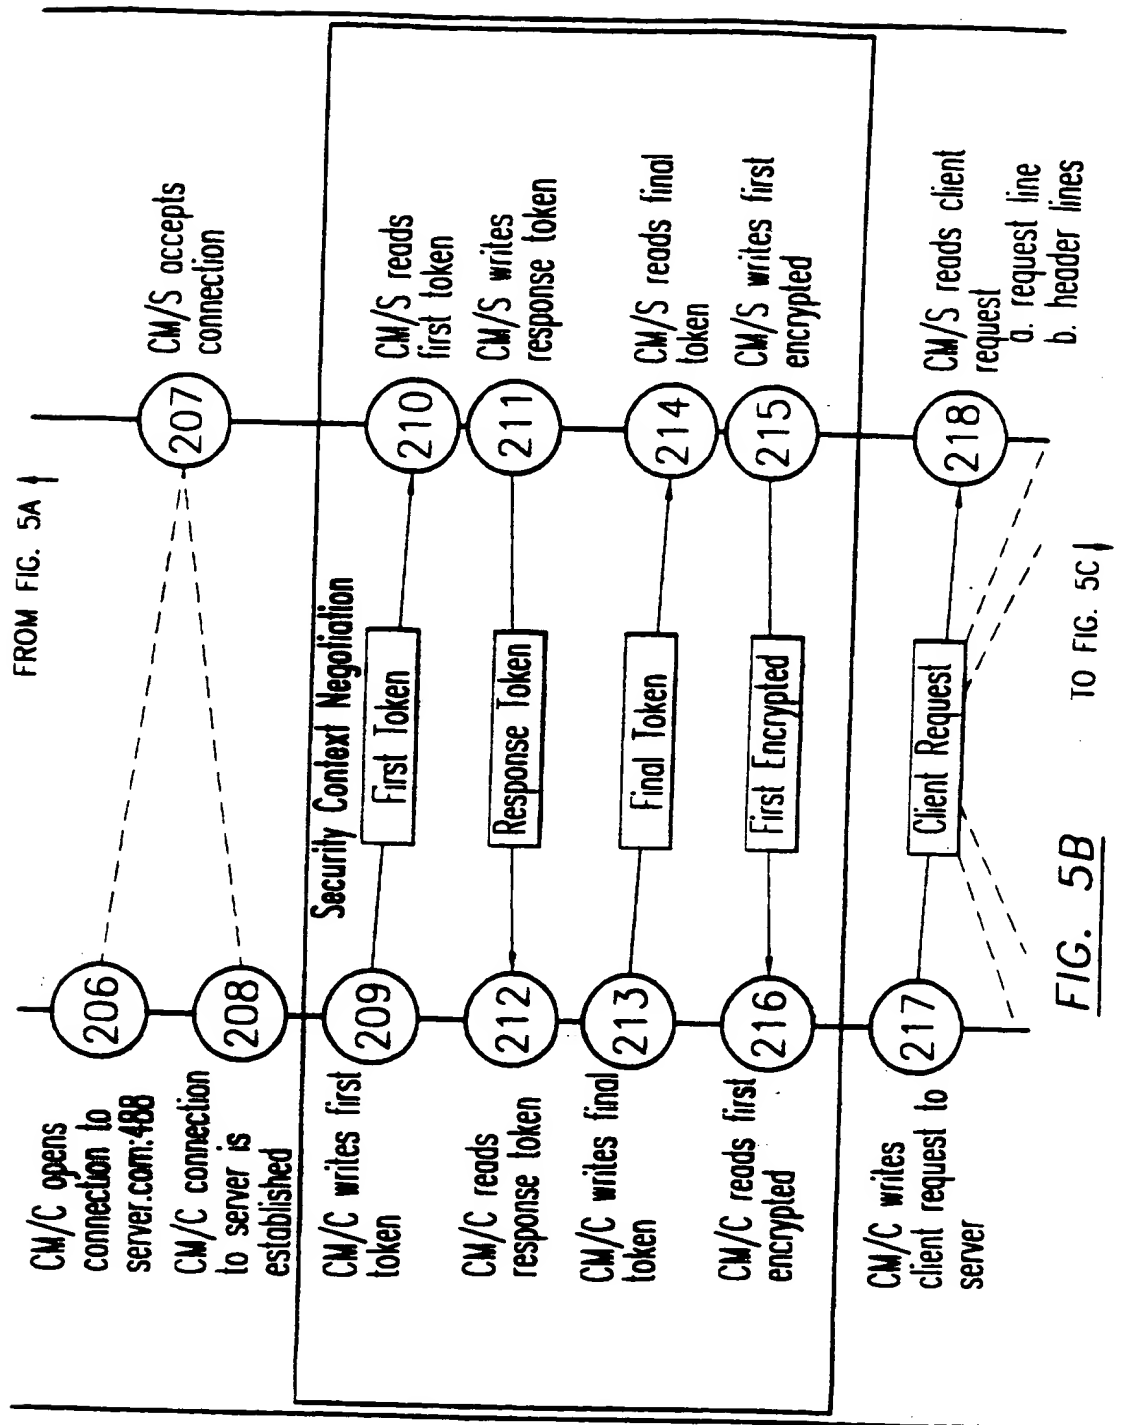 FROM FIG. 5A
CM/C opens
connection to
server.com:488
206
207
CM/S accepts
connection
CM/C connection
to server is
established
208
Security Context Negotiation
CM/C writes first
token
209
First Token
210
CM/S reads
first token
211
CM/S writes
response token
Response Token
CM/C reads
response token
212
CM/C writes final
token
213
Final Token
214
CM/S reads final
token
215
CM/S writes first
encrypted
First Encrypted
CM/C reads first
encrypted
216
CM/C writes
client request to
server
217
Client Request
218
CM/S reads client
request
a. request line
b. header lines
TO FIG. 5C
FIG. 5B